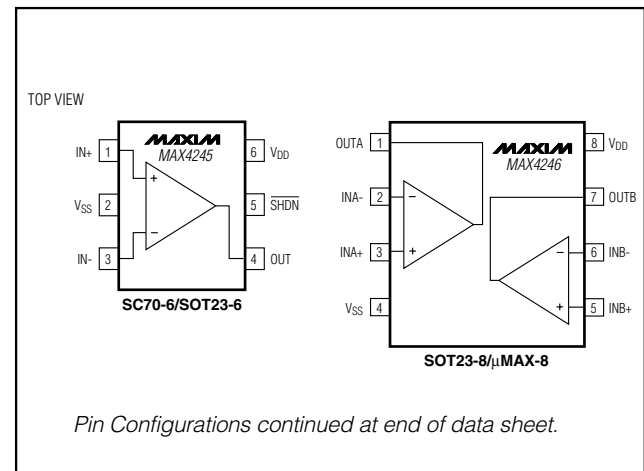 TOP VIEW
MAXIM
MAX4245
IN+ 1
VSS 2
IN- 3
6 VDD
5 SHDN
4 OUT
+
−
SC70-6/SOT23-6
MAXIM
MAX4246
OUTA 1
INA- 2
INA+ 3
VSS 4
8 VDD
7 OUTB
6 INB-
5 INB+
−
+
−
+
SOT23-8/μMAX-8
Pin Configurations continued at end of data sheet.